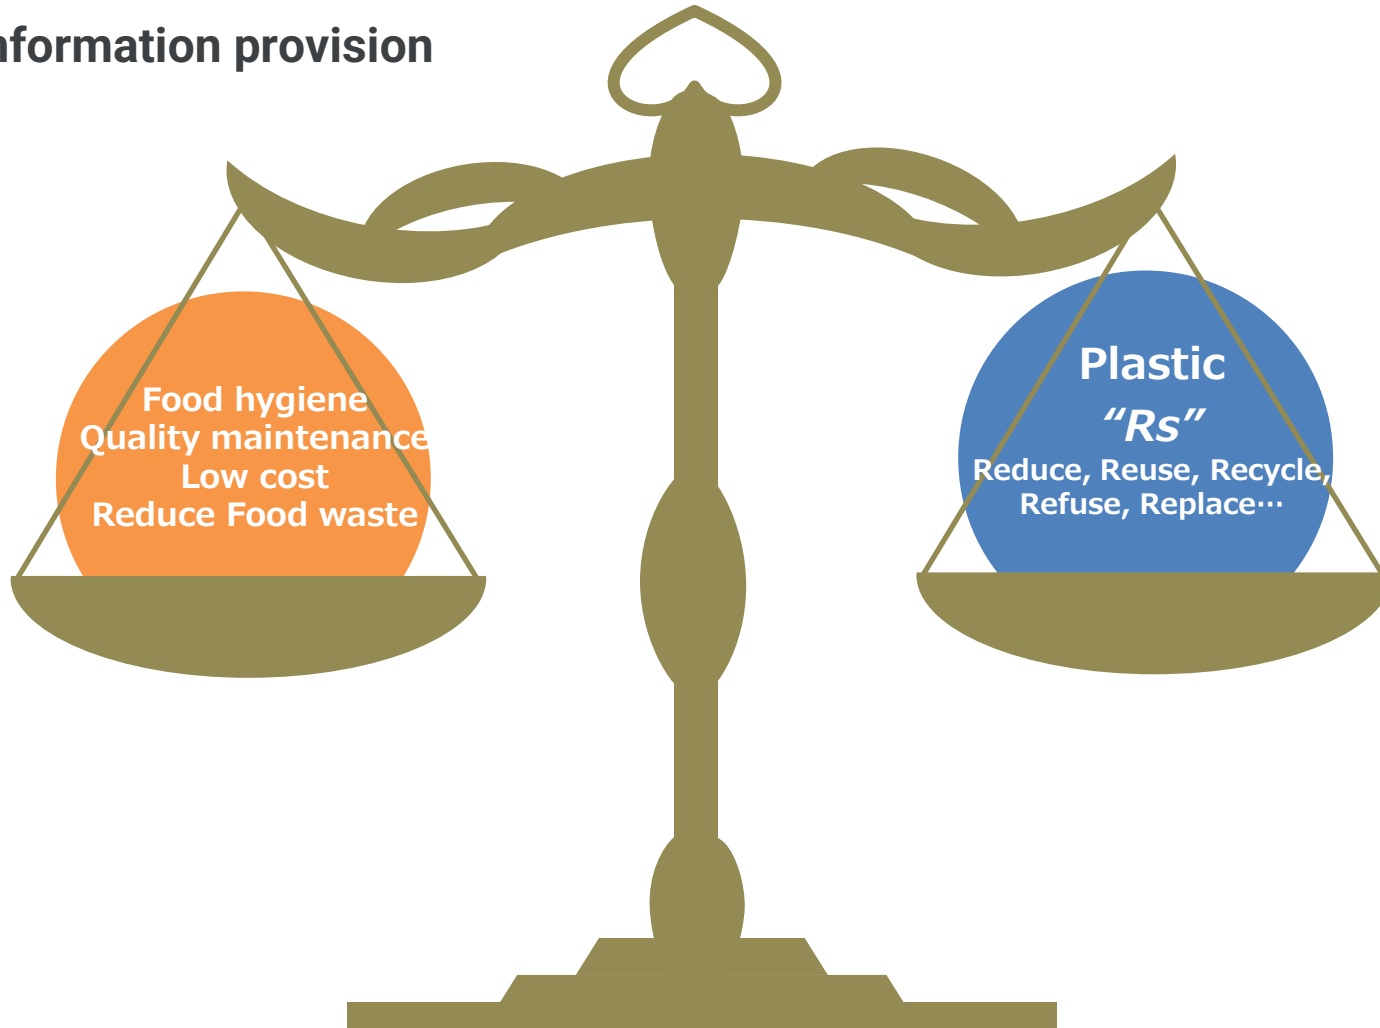 nformation provision
Food hygiene
Quality maintenance
Low cost
Reduce Food waste
Plastic
“Rs”
Reduce, Reuse, Recycle,
Refuse, Replace…